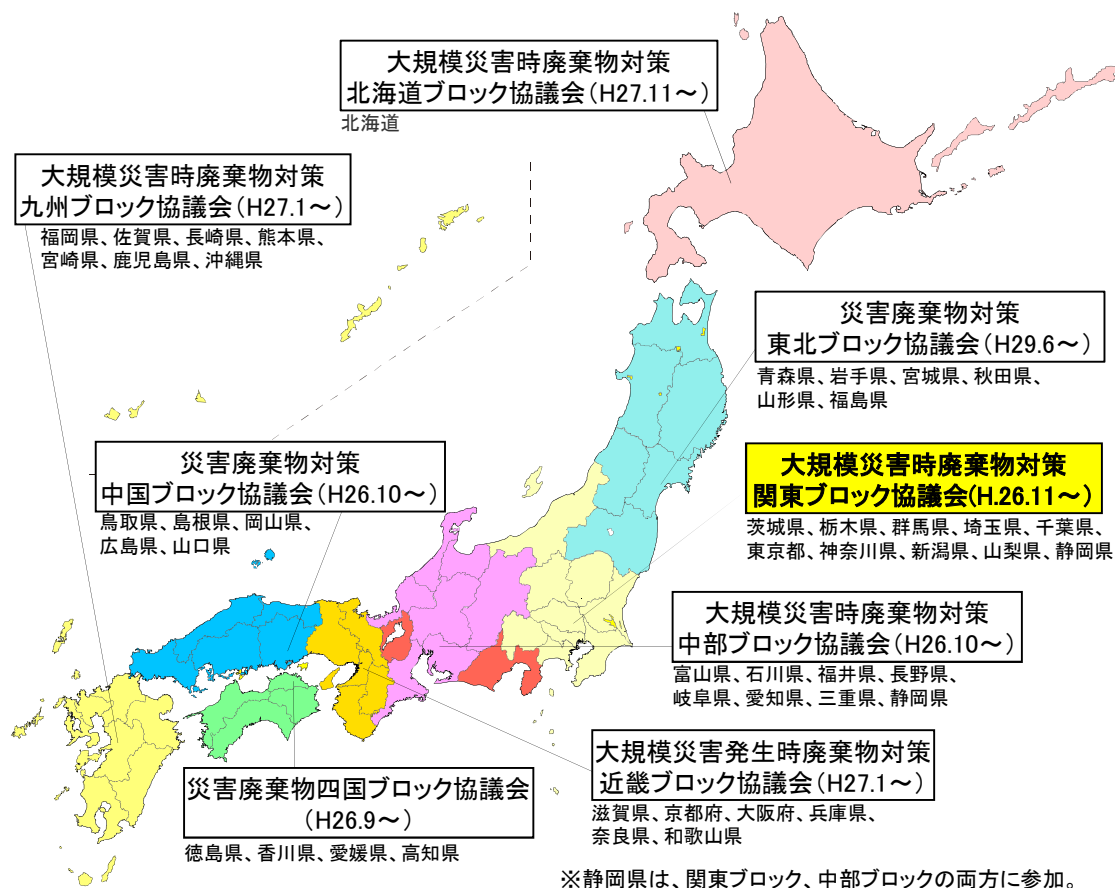 大規模災害時廃棄物対策
北海道ブロック協議会(H27.11～)
北海道
大規模災害時廃棄物対策
九州ブロック協議会(H27.1～)
福岡県、佐賀県、長崎県、熊本県、
宮崎県、鹿児島県、沖縄県
災害廃棄物対策
東北ブロック協議会(H29.6～)
青森県、岩手県、宮城県、秋田県、
山形県、福島県
災害廃棄物対策
中国ブロック協議会(H26.10～)
鳥取県、島根県、岡山県、
広島県、山口県
大規模災害時廃棄物対策
関東ブロック協議会(H.26.11～)
茨城県、栃木県、群馬県、埼玉県、千葉県、
東京都、神奈川県、新潟県、山梨県、静岡県
大規模災害時廃棄物対策
中部ブロック協議会(H26.10～)
富山県、石川県、福井県、長野県、
岐阜県、愛知県、三重県、静岡県
大規模災害発生時廃棄物対策
近畿ブロック協議会(H27.1～)
滋賀県、京都府、大阪府、兵庫県、
奈良県、和歌山県
災害廃棄物四国ブロック協議会
(H26.9～)
徳島県、香川県、愛媛県、高知県
※静岡県は、関東ブロック、中部ブロックの両方に参加。